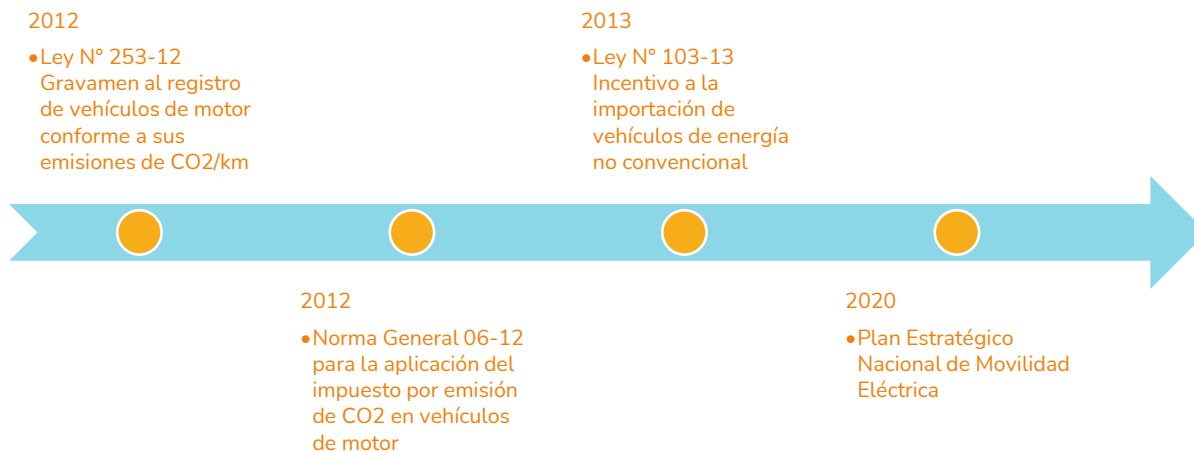 2012
•Ley N° 253-12
Gravamen al registro
de vehículos de motor
conforme a sus
emisiones de CO2/km
2012
•Norma General 06-12
para la aplicación del
impuesto por emisión
de CO2 en vehículos
de motor
2013
•Ley N° 103-13
Incentivo a la
importación de
vehículos de energía
no convencional
2020
•Plan Estratégico
Nacional de Movilidad
Eléctrica